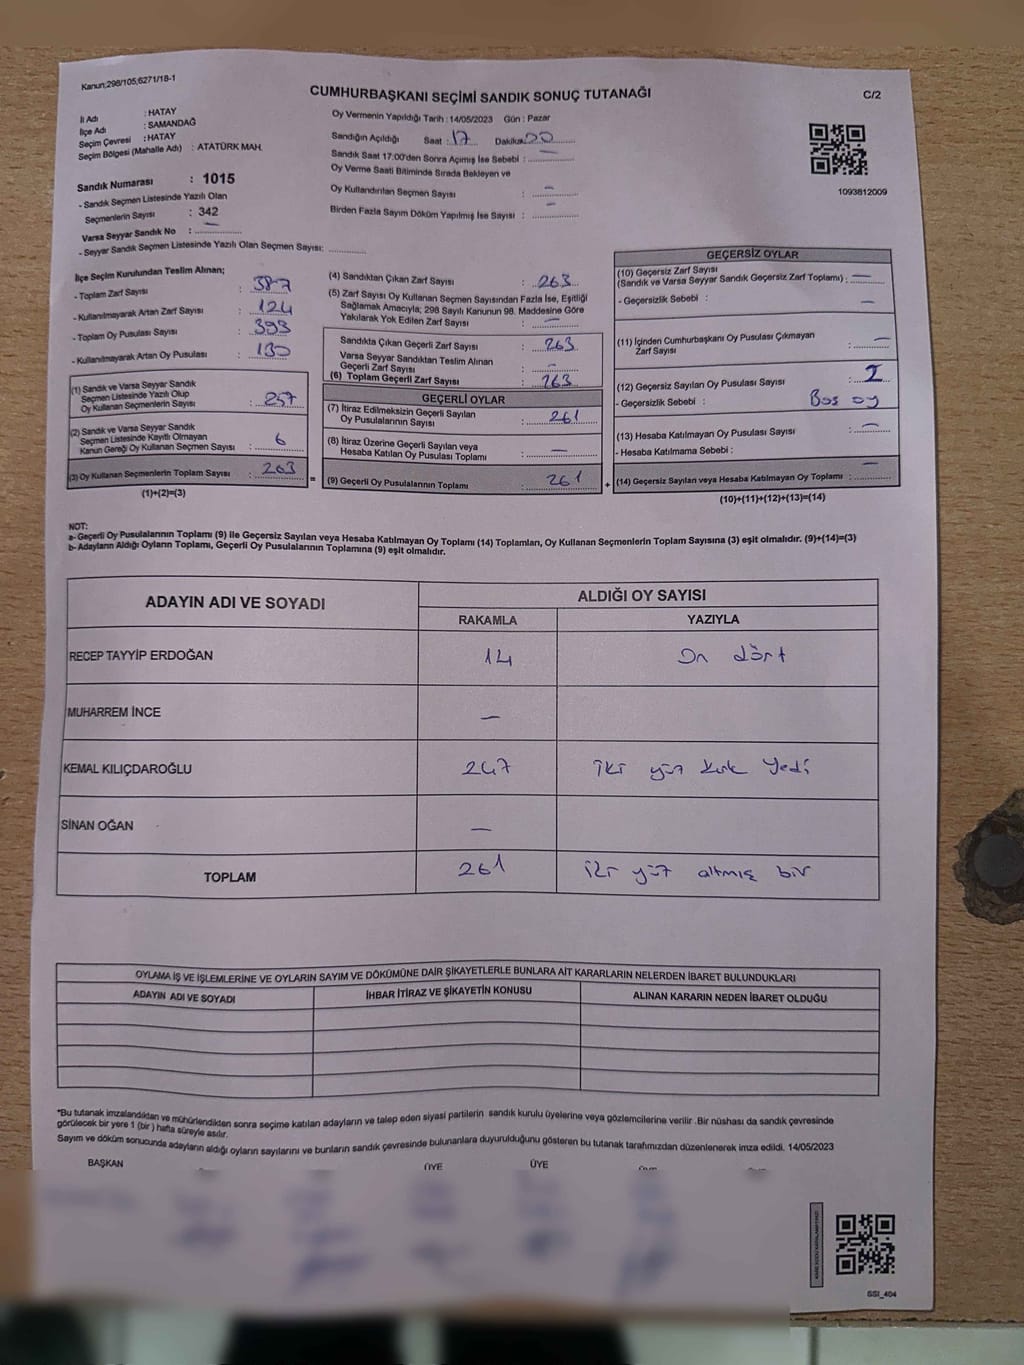 Kanun;298/105;6271/18-1
CUMHURBAŞKANI SEÇİMİ SANDIK SONUÇ TUTANAĞI
C/2
İl Adı : HATAY
İlçe Adı : SAMANDAĞ
Seçim Çevresi : HATAY
Seçim Bölgesi (Mahalle Adı) : ATATÜRK MAH.
Sandık Numarası : 1015
- Sandık Seçmen Listesinde Yazılı Olan
Seçmenlerin Sayısı : 342
Varsa Seyyar Sandık No : —
- Seyyar Sandık Seçmen Listesinde Yazılı Olan Seçmen Sayısı:
Oy Vermenin Yapıldığı Tarih : 14/05/2023 Gün : Pazar
Sandığın Açıldığı Saat : 17 Dakika: 00
Sandık Saat 17:00'den Sonra Açımış İse Sebebi : —
Oy Verme Saati Bitiminde Sırada Bekleyen ve
Oy Kullandırılan Seçmen Sayısı : —
Birden Fazla Sayım Döküm Yapılmış İse Sayısı : —
1093812009
İlçe Seçim Kurulundan Teslim Alınan;
- Toplam Zarf Sayısı : 387
- Kullanılmayarak Artan Zarf Sayısı : 124
- Toplam Oy Pusulası Sayısı : 393
- Kullanılmayarak Artan Oy Pusulası : 130
(1) Sandık ve Varsa Seyyar Sandık
Seçmen Listesinde Yazılı Olup
Oy Kullanan Seçmenlerin Sayısı : 257
(2) Sandık ve Varsa Seyyar Sandık
Seçmen Listesinde Kayıtlı Olmayan
Kanun Gereği Oy Kullanan Seçmen Sayısı : 6
(3) Oy Kullanan Seçmenlerin Toplam Sayısı : 263
(1)+(2)=(3)
(4) Sandıktan Çıkan Zarf Sayısı : 263
(5) Zarf Sayısı Oy Kullanan Seçmen Sayısından Fazla İse, Eşitliği
Sağlamak Amacıyla; 298 Sayılı Kanunun 98. Maddesine Göre
Yakılarak Yok Edilen Zarf Sayısı : —
Sandıkta Çıkan Geçerli Zarf Sayısı : 263
Varsa Seyyar Sandıktan Teslim Alınan
Geçerli Zarf Sayısı : —
(6) Toplam Geçerli Zarf Sayısı : 263
GEÇERLİ OYLAR
(7) İtiraz Edilmeksizin Geçerli Sayılan
Oy Pusulasının Sayısı : 261
(8) İtiraz Üzerine Geçerli Sayılan veya
Hesaba Katılan Oy Pusulası Toplamı : —
= (9) Geçerli Oy Pusulalarının Toplamı : 261 +
GEÇERSİZ OYLAR
(10) Geçersiz Zarf Sayısı
(Sandık ve Varsa Seyyar Sandık Geçersiz Zarf Toplamı) : —
- Geçersizlik Sebebi : —
(11) İçinden Cumhurbaşkanı Oy Pusulası Çıkmayan
Zarf Sayısı : —
(12) Geçersiz Sayılan Oy Pusulası Sayısı :
- Geçersizlik Sebebi : Boş oy
(13) Hesaba Katılmayan Oy Pusulası Sayısı : —
- Hesaba Katılmama Sebebi :
(14) Geçersiz Sayılan veya Hesaba Katılmayan Oy Toplamı : —
(10)+(11)+(12)+(13)=(14)
NOT:
a- Geçerli Oy Pusulalarının Toplamı (9) ile Geçersiz Sayılan veya Hesaba Katılmayan Oy Toplamı (14) Toplamları, Oy Kullanan Seçmenlerin Toplam Sayısına (3) eşit olmalıdır. (9)+(14)=(3)
b- Adayların Aldığı Oyların Toplamı, Geçerli Oy Pusulalarının Toplamına (9) eşit olmalıdır.
ADAYIN ADI VE SOYADI ALDIĞI OY SAYISI
RAKAMLA YAZIYLA
RECEP TAYYİP ERDOĞAN 14 On dört
MUHARREM İNCE —
KEMAL KILIÇDAROĞLU 247 iki yüz kırk yedi
SİNAN OĞAN —
TOPLAM 261 iki yüz altmış bir
OYLAMA İŞ VE İŞLEMLERİNE VE OYLARIN SAYIM VE DÖKÜMÜNE DAİR ŞİKAYETLERLE BUNLARA AİT KARARLARIN NELERDEN İBARET BULUNDUKLARI
ADAYIN ADI VE SOYADI İHBAR İTİRAZ VE ŞİKAYETİN KONUSU ALINAN KARARIN NEDEN İBARET OLDUĞU
*Bu tutanak imzalandıktan ve mühürlendikten sonra seçime katılan adayların ve talep eden siyasi partilerin sandık kurulu üyelerine veya gözlemcilerine verilir .Bir nüshası da sandık çevresinde
görülecek bir yere 1 (bir ) hafta süreyle asılır.
Sayım ve döküm sonucunda adayların aldığı oyların sayılarını ve bunların sandık çevresinde bulunanlara duyurulduğunu gösteren bu tutanak tarafımızdan düzenlenerek imza edildi. 14/05/2023
BAŞKAN ÜYE ÜYE
GSI_404